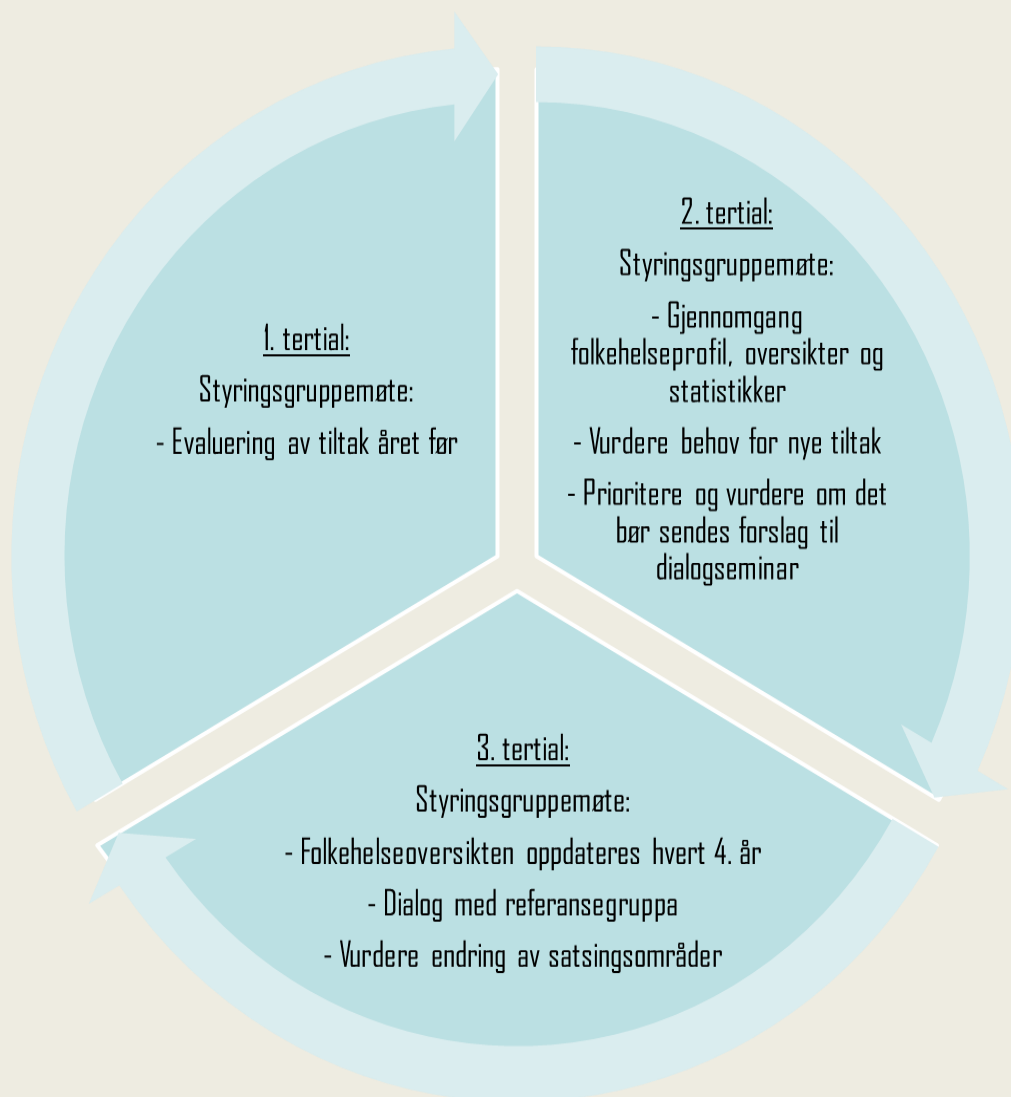 1. tertial:
Styringsgruppemøte:
- Evaluering av tiltak året før
2. tertial:
Styringsgruppemøte:
- Gjennomgang
folkehelseprofil, oversikter og
statistikker
- Vurdere behov for nye tiltak
- Prioritere og vurdere om det
bør sendes forslag til
dialogseminar
3. tertial:
Styringsgruppemøte:
- Folkehelseoversikten oppdateres hvert 4. år
- Dialog med referansegruppa
- Vurdere endring av satsingsområder